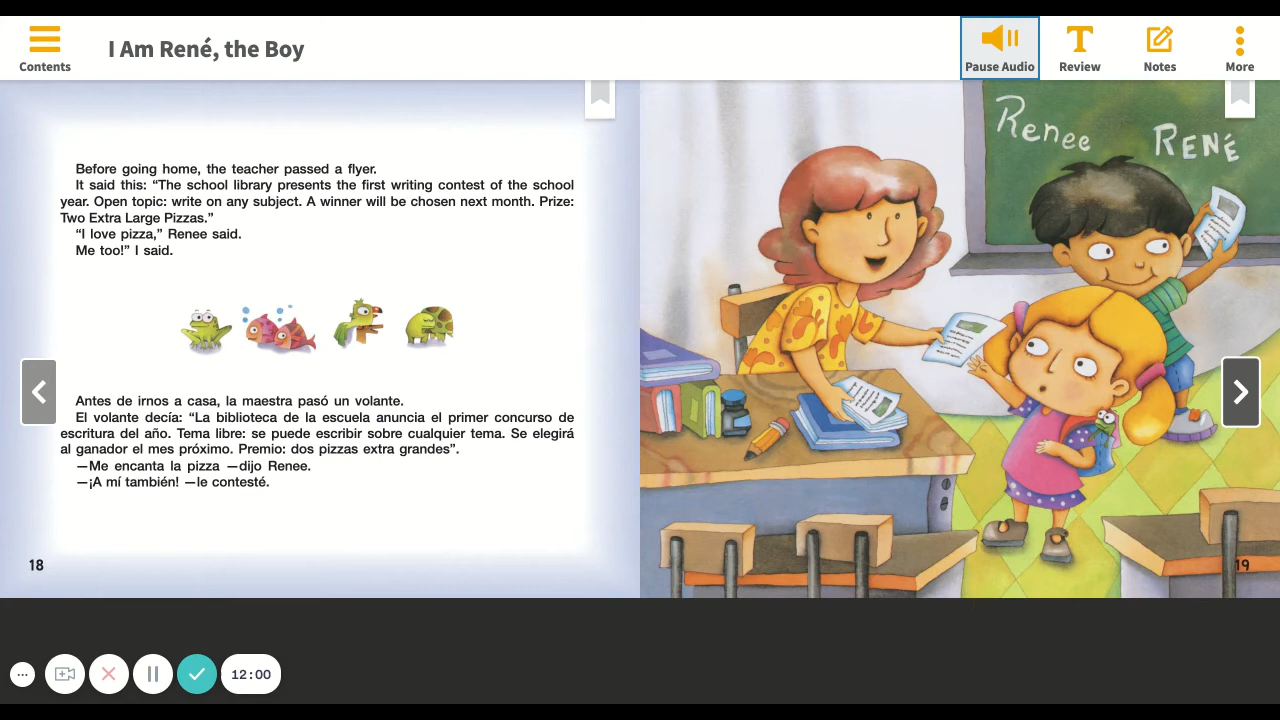 Contents
I Am René, the Boy
Pause Audio
Review
Notes
More
Before going home, the teacher passed a flyer.
It said this: “The school library presents the first writing contest of the school
year. Open topic: write on any subject. A winner will be chosen next month. Prize:
Two Extra Large Pizzas.”
“I love pizza,” Renee said.
Me too!” I said.
Antes de irnos a casa, la maestra pasó un volante.
El volante decía: “La biblioteca de la escuela anuncia el primer concurso de
escritura del año. Tema libre: se puede escribir sobre cualquier tema. Se elegirá
al ganador el mes próximo. Premio: dos pizzas extra grandes”.
—Me encanta la pizza —dijo Renee.
—¡A mí también! —le contesté.
18
Renee
RENÉ
19
12:00